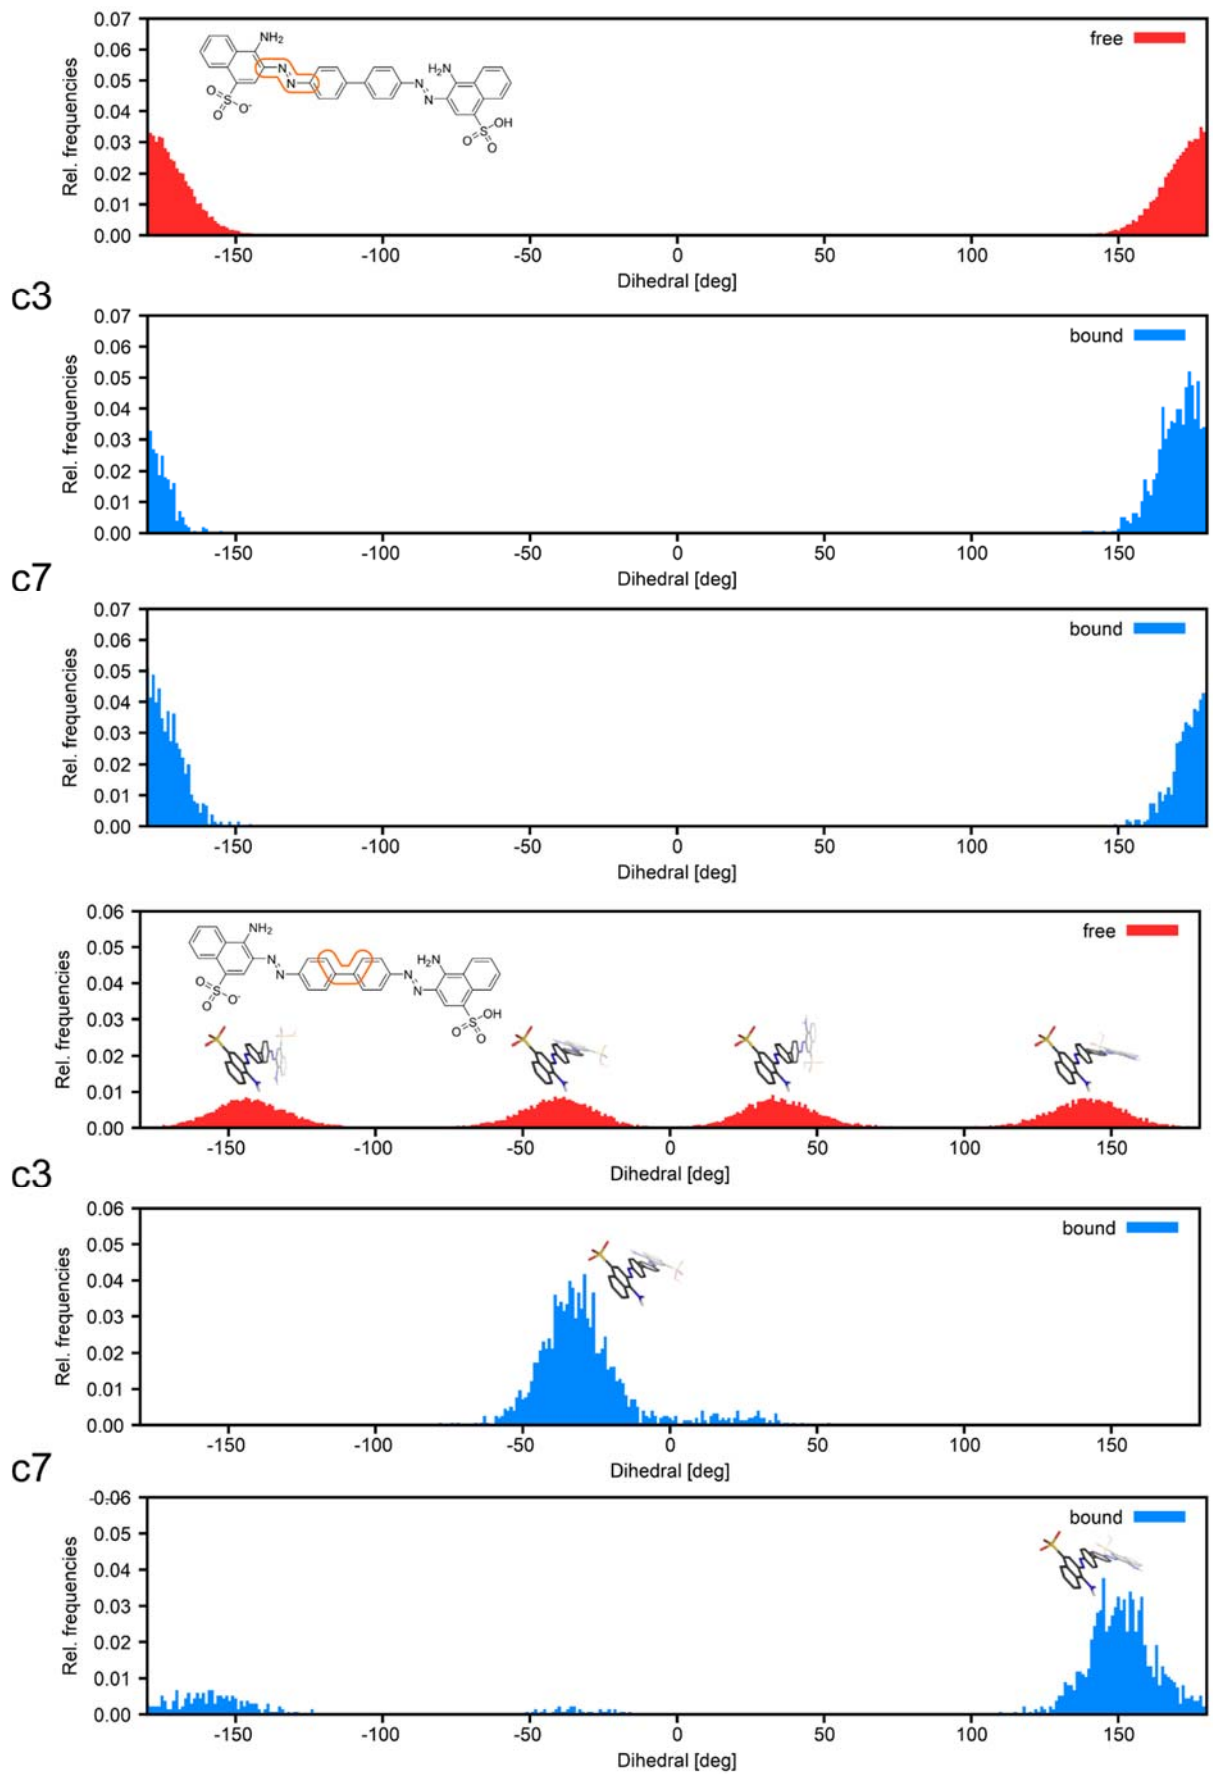 0.07
0.06
0.05
0.04
0.03
0.02
0.01
0.00
Rel. frequencies
free
NH₂
N
N
O
S
O
O⁻
H₂N
N
N
O
S
OH
O
-150 -100 -50 0 50 100 150
Dihedral [deg]
c3
0.07
0.06
0.05
0.04
0.03
0.02
0.01
0.00
Rel. frequencies
bound
-150 -100 -50 0 50 100 150
Dihedral [deg]
c7
0.07
0.06
0.05
0.04
0.03
0.02
0.01
0.00
Rel. frequencies
bound
-150 -100 -50 0 50 100 150
Dihedral [deg]
0.06
0.05
0.04
0.03
0.02
0.01
0.00
Rel. frequencies
free
NH₂
N
N
O
S
O
O⁻
H₂N
N
N
O
S
OH
O
-150 -100 -50 0 50 100 150
Dihedral [deg]
c3
0.06
0.05
0.04
0.03
0.02
0.01
0.00
Rel. frequencies
bound
-150 -100 -50 0 50 100 150
Dihedral [deg]
c7
-0.06
0.05
0.04
0.03
0.02
0.01
0.00
Rel. frequencies
bound
-150 -100 -50 0 50 100 150
Dihedral [deg]